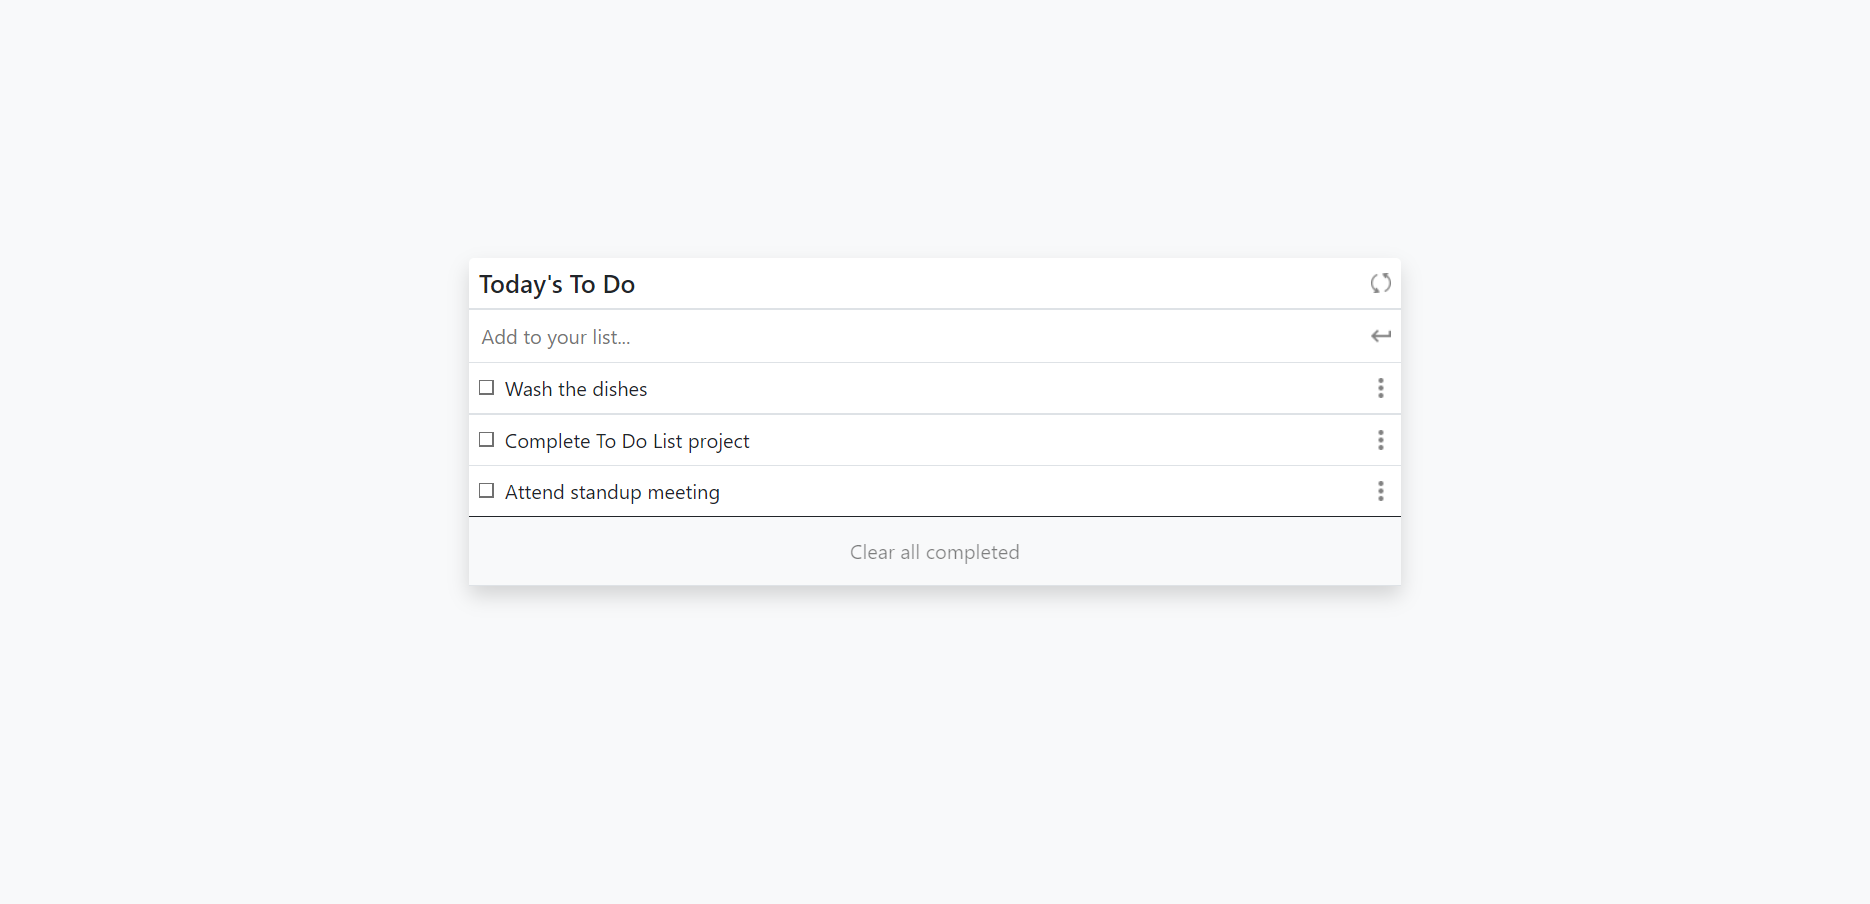 Today's To Do
Add to your list...
Wash the dishes
Complete To Do List project
Attend standup meeting
Clear all completed